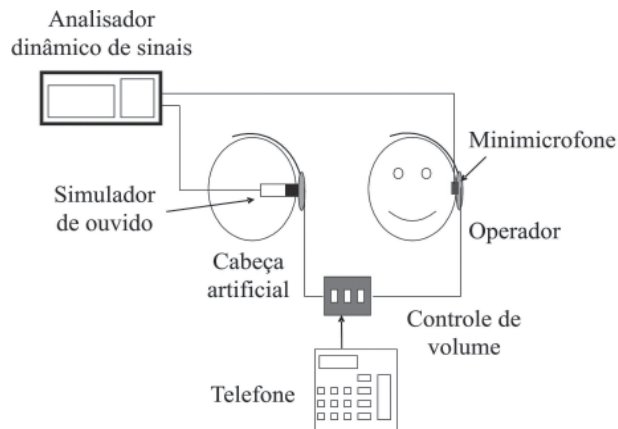 Analisador
dinâmico de sinais
Minimicrofone
Simulador
de ouvido
Operador
Cabeça
artificial
Controle de
volume
Telefone